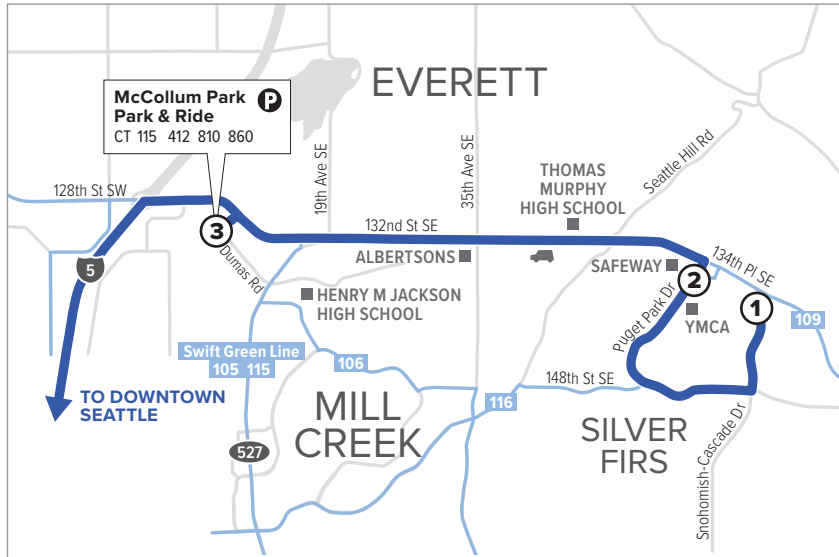 EVERETT
McCollum Park
Park & Ride
P
CT 115 412 810 860
128th St SW
19th Ave SE
35th Ave SE
Seattle Hill Rd
THOMAS
MURPHY
HIGH SCHOOL
132nd St SE
3
Dumas Rd
ALBERTSONS
SAFEWAY
134th Pl SE
5
2
1
HENRY M JACKSON
HIGH SCHOOL
Puget Park Dr
YMCA
109
Swift Green Line
105 115
106
148th St SE
TO DOWNTOWN
SEATTLE
116
MILL
CREEK
SILVER
FIRS
527
Snohomish-Cascade Dr